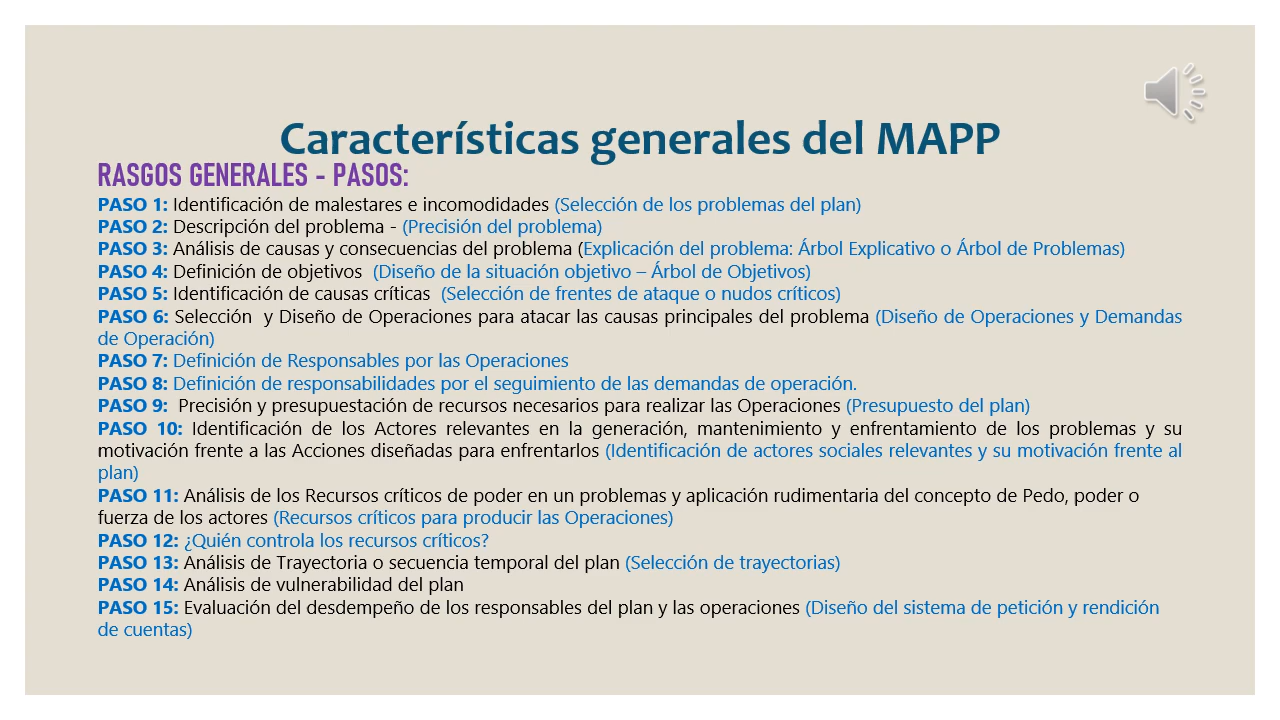 Características generales del MAPP
RASGOS GENERALES - PASOS:
PASO 1: Identificación de malestares e incomodidades (Selección de los problemas del plan)
PASO 2: Descripción del problema - (Precisión del problema)
PASO 3: Análisis de causas y consecuencias del problema (Explicación del problema: Árbol Explicativo o Árbol de Problemas)
PASO 4: Definición de objetivos (Diseño de la situación objetivo – Árbol de Objetivos)
PASO 5: Identificación de causas críticas (Selección de frentes de ataque o nudos críticos)
PASO 6: Selección y Diseño de Operaciones para atacar las causas principales del problema (Diseño de Operaciones y Demandas
de Operación)
PASO 7: Definición de Responsables por las Operaciones
PASO 8: Definición de responsabilidades por el seguimiento de las demandas de operación.
PASO 9: Precisión y presupuestación de recursos necesarios para realizar las Operaciones (Presupuesto del plan)
PASO 10: Identificación de los Actores relevantes en la generación, mantenimiento y enfrentamiento de los problemas y su
motivación frente a las Acciones diseñadas para enfrentarlos (Identificación de actores sociales relevantes y su motivación frente al
plan)
PASO 11: Análisis de los Recursos críticos de poder en un problemas y aplicación rudimentaria del concepto de Pedo, poder o
fuerza de los actores (Recursos críticos para producir las Operaciones)
PASO 12: ¿Quién controla los recursos críticos?
PASO 13: Análisis de Trayectoria o secuencia temporal del plan (Selección de trayectorias)
PASO 14: Análisis de vulnerabilidad del plan
PASO 15: Evaluación del desdempeño de los responsables del plan y las operaciones (Diseño del sistema de petición y rendición
de cuentas)